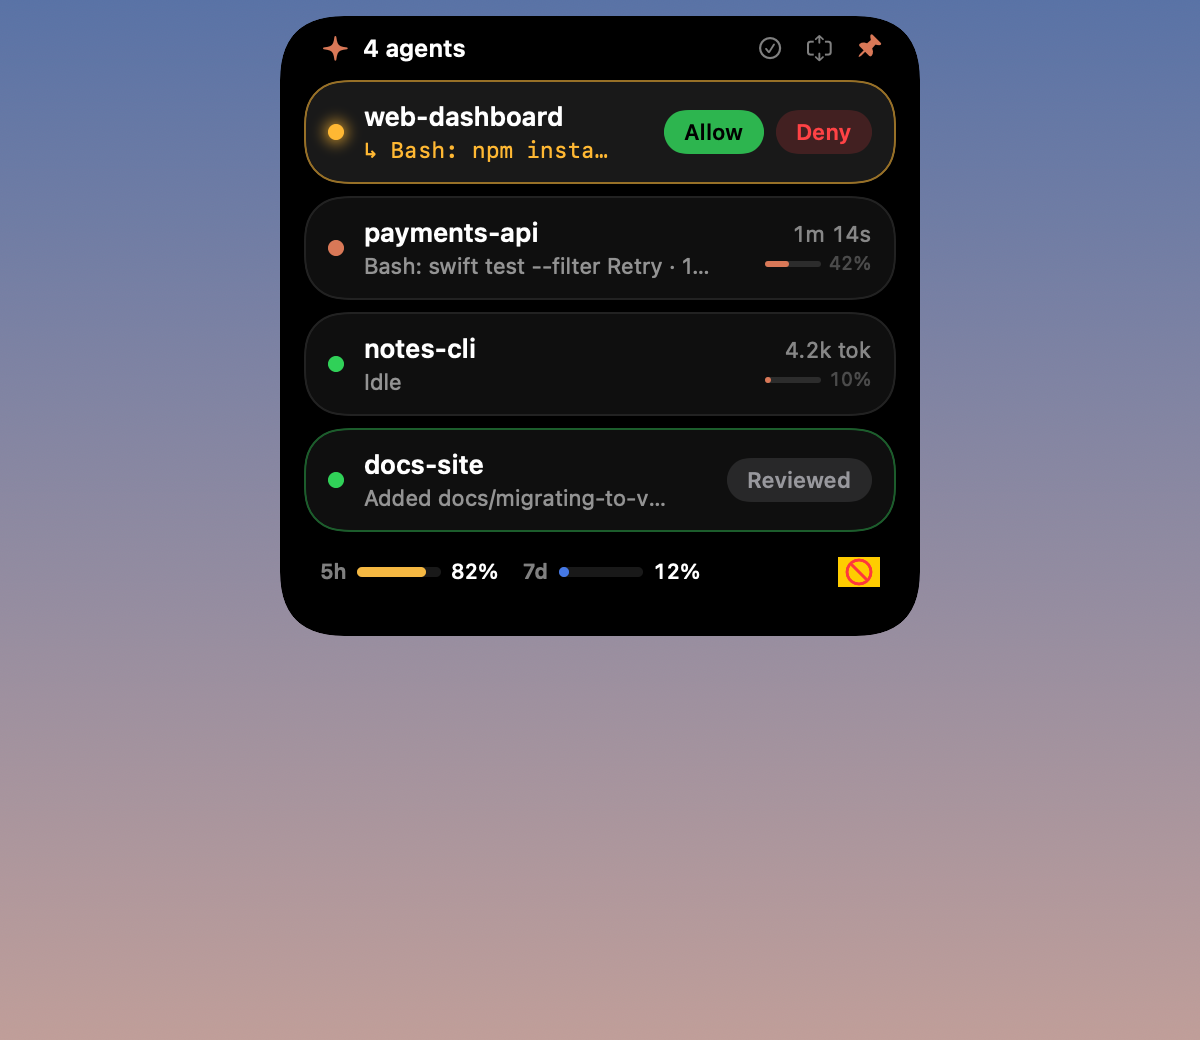 4 agents
web-dashboard
↳ Bash: npm insta…
Allow
Deny
payments-api
1m 14s
Bash: swift test --filter Retry · 1…
42%
notes-cli
4.2k tok
Idle
10%
docs-site
Added docs/migrating-to-v…
Reviewed
5h 82% 7d 12%